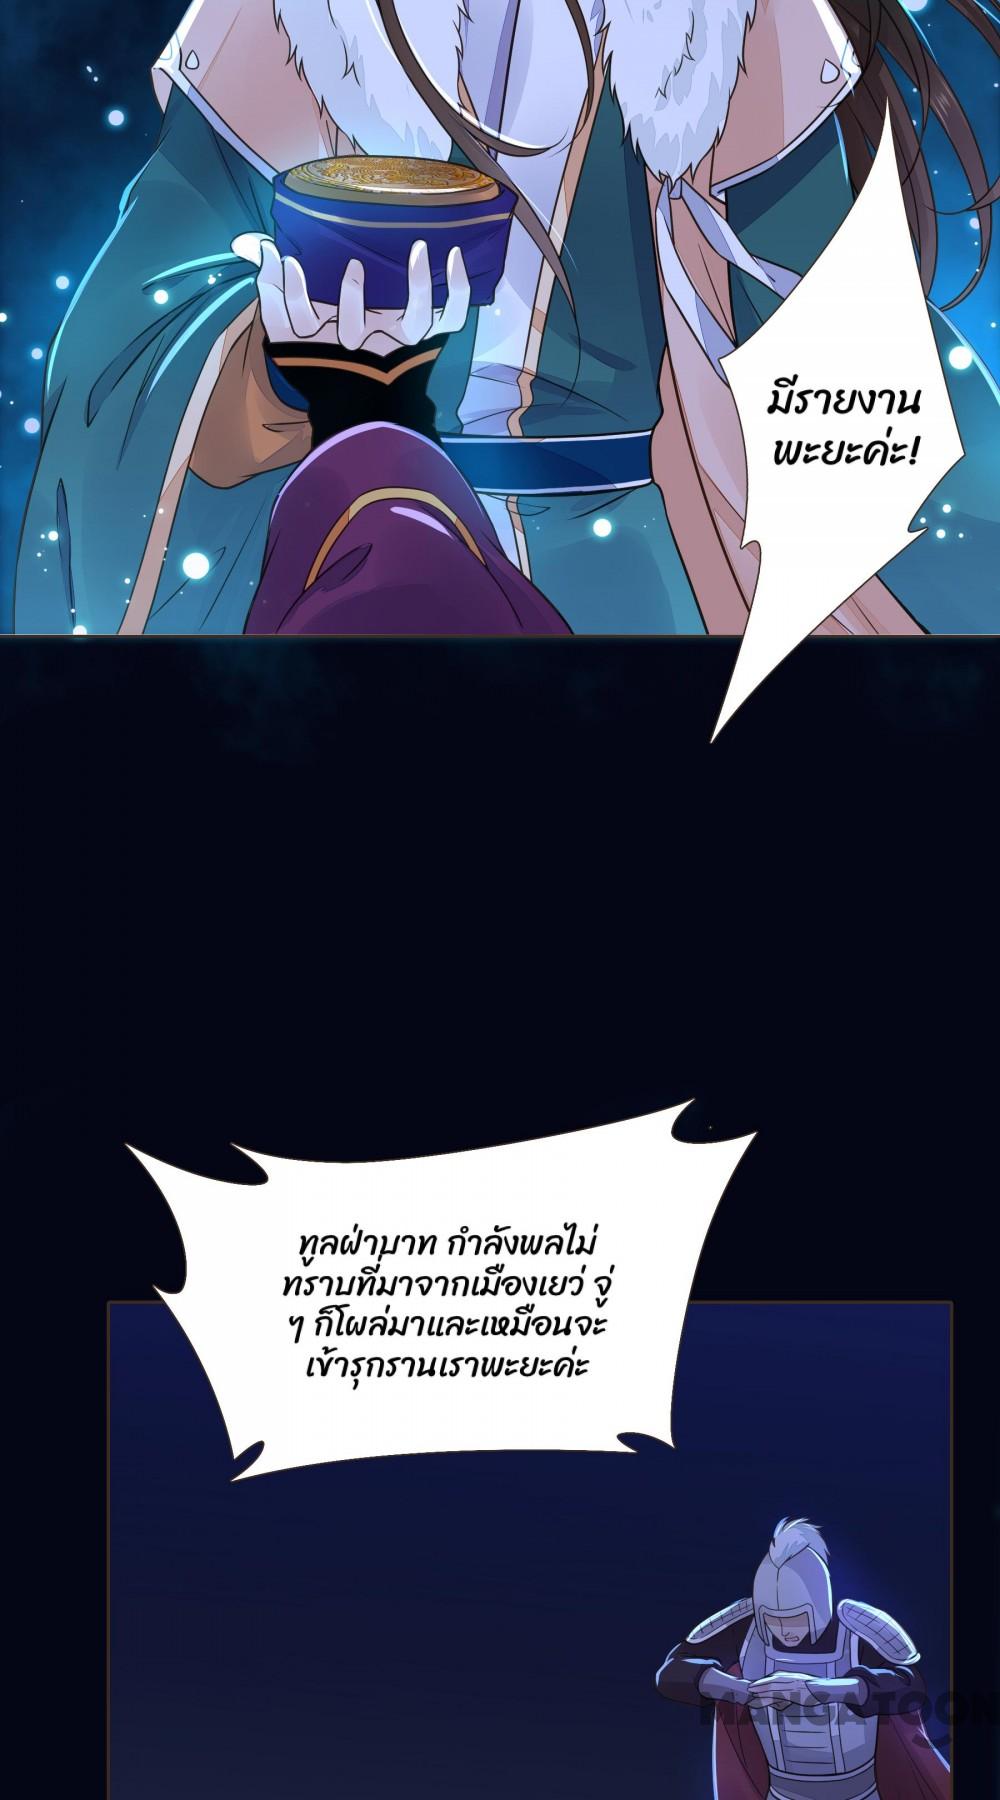 มีรายงาน
พะยะค่ะ!
ทูลฝ่าบาท กำลังพลไม่
ทราบที่มาจากเมืองเยว่ จู่
ๆ ก็โผล่มาและเหมือนจะ
เข้ารุกรานเราพะยะค่ะ
MANGATOON